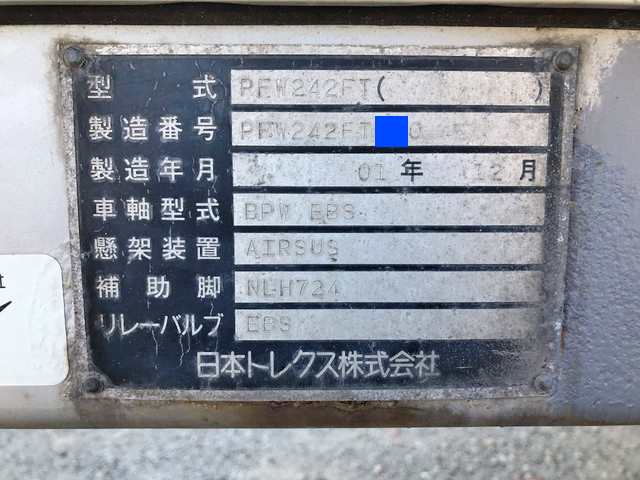 型式 PFW242FT( )
製造番号 PFW242FT
製造年月 01年 12月
車軸型式 BPW EBS
懸架装置 AIRSUS
補助脚 NLH724
リレーバルブ EBS
日本トレクス株式会社